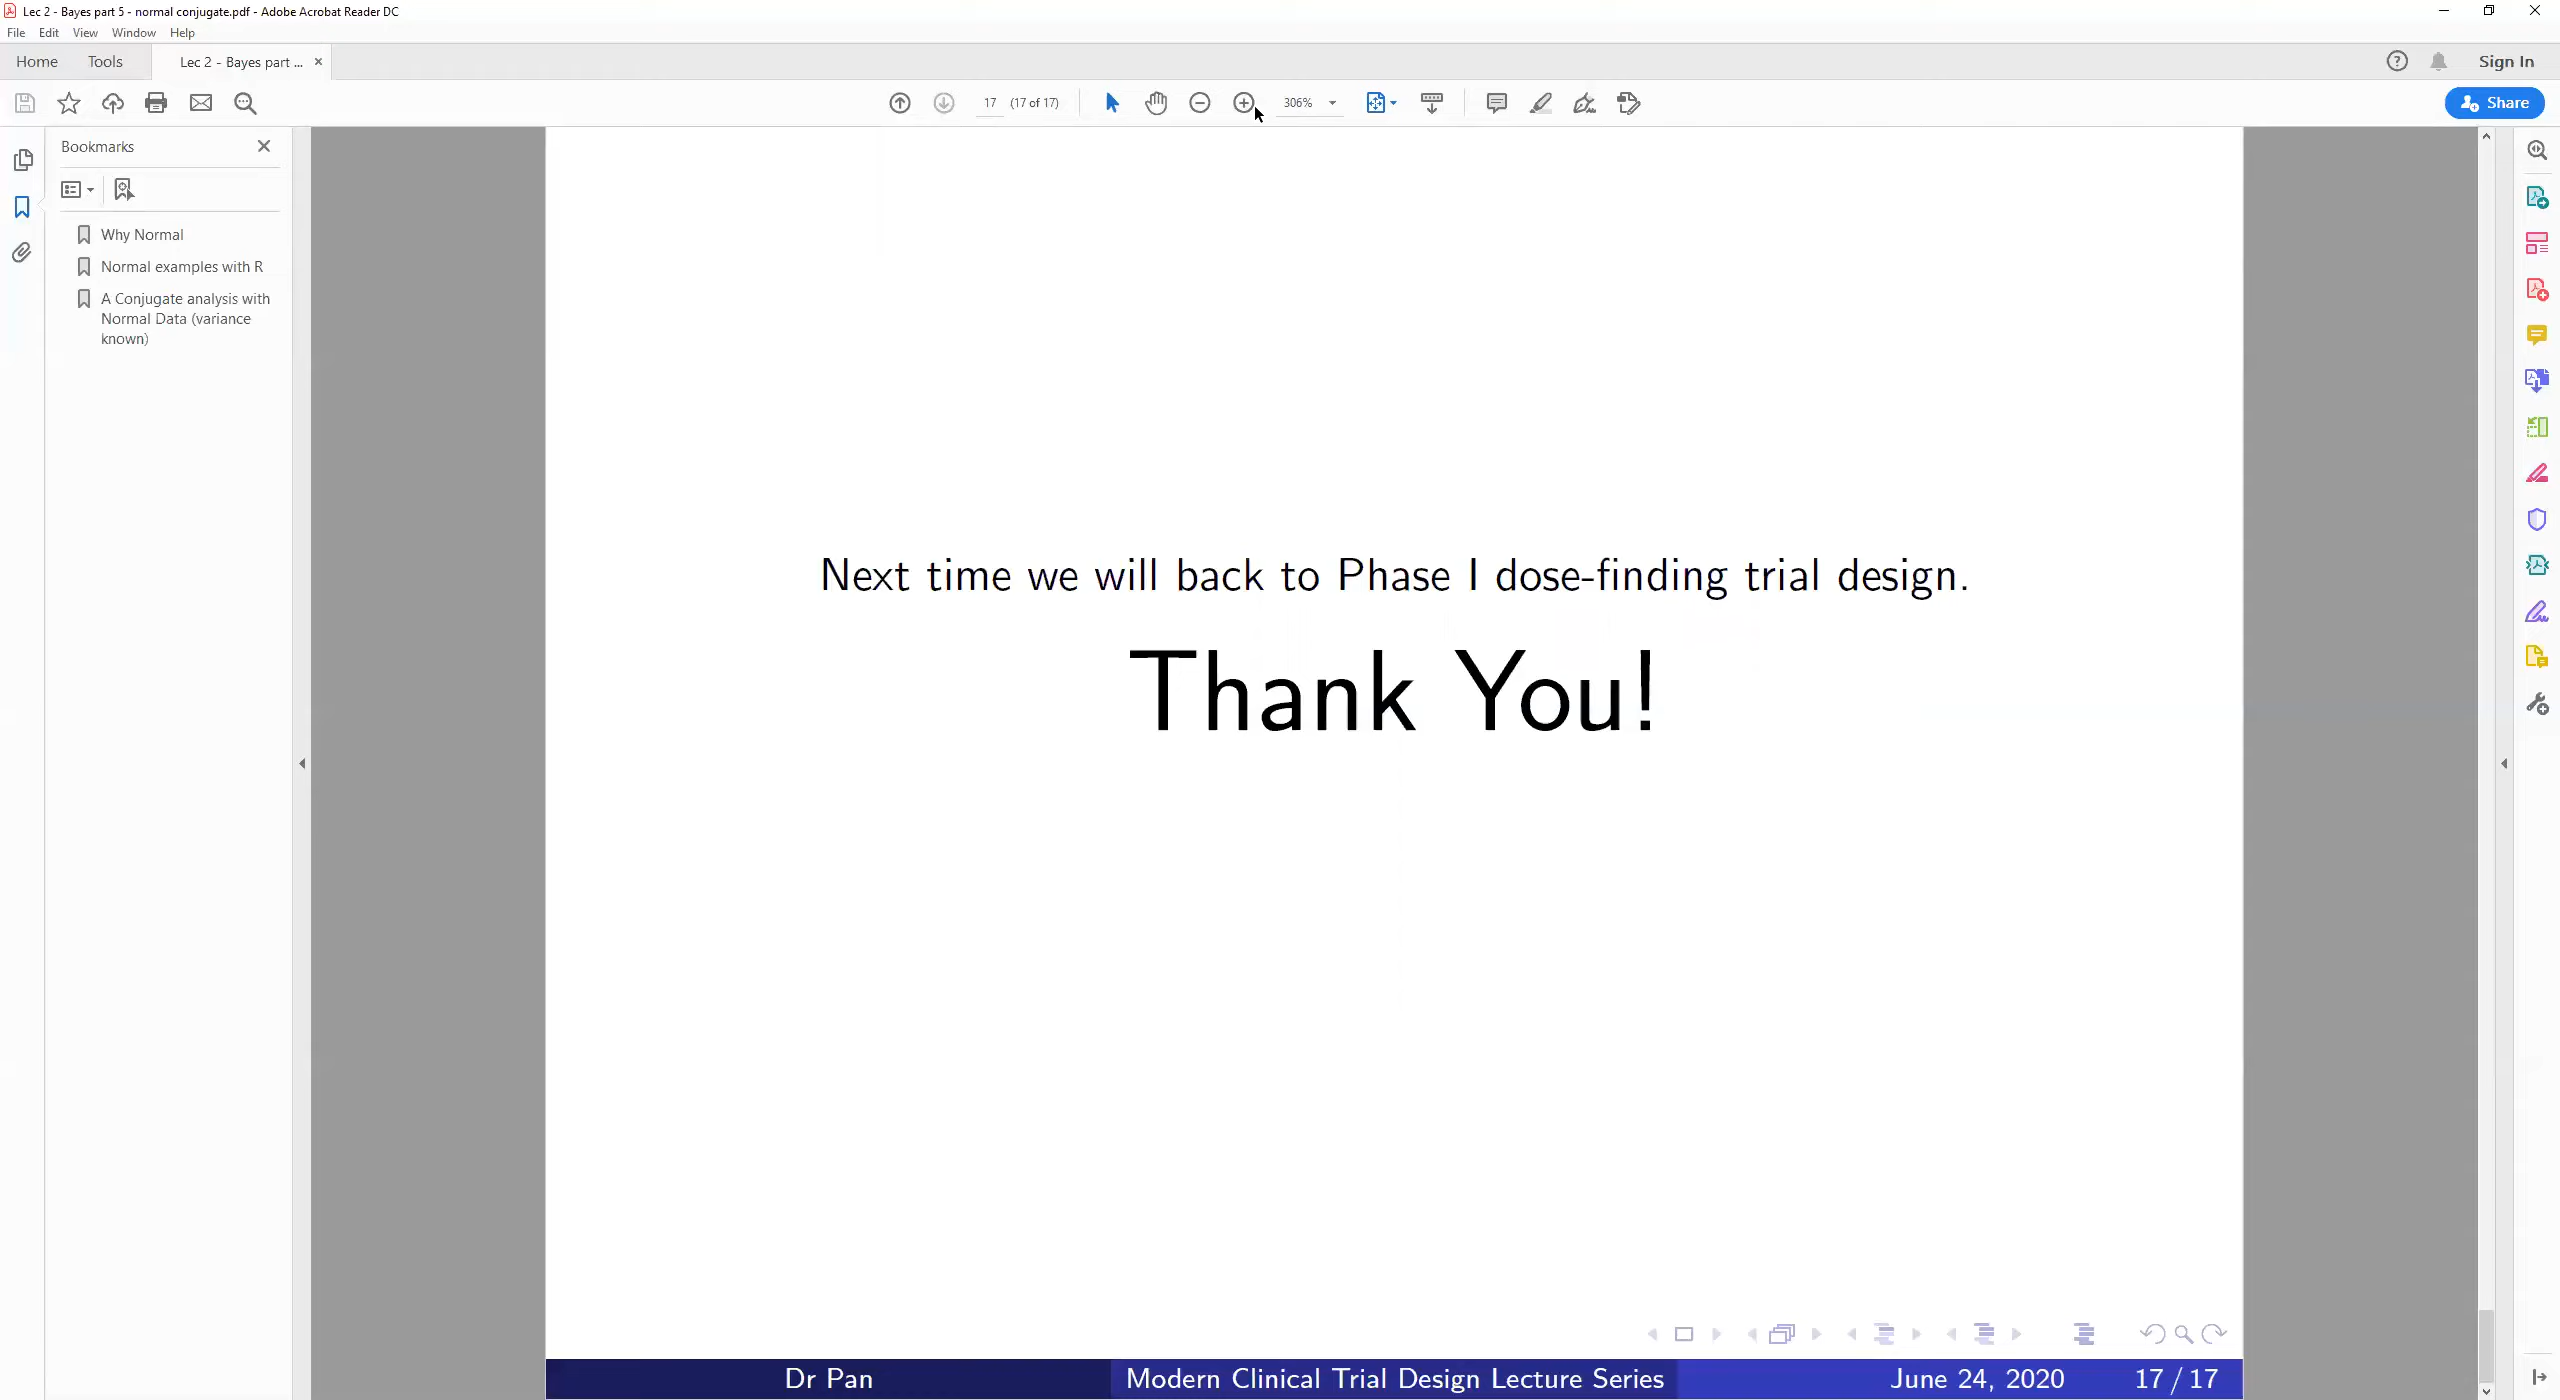 Lec 2 - Bayes part 5 - normal conjugate.pdf - Adobe Acrobat Reader DC
File Edit View Window Help
Home Tools Lec 2 - Bayes part ... Sign In
17 (17 of 17) 306% Share
Bookmarks
Why Normal
Normal examples with R
A Conjugate analysis with
Normal Data (variance
known)
Next time we will back to Phase I dose-finding trial design.
Thank You!
Dr Pan Modern Clinical Trial Design Lecture Series June 24, 2020 17 / 17